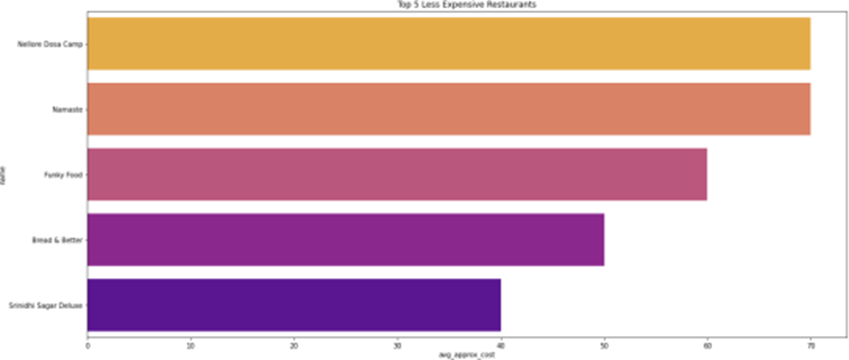 Top 5 Less Expensive Restaurants
Nellore Dosa Camp
Namaste
Funky Food
name
Bread & Better
Srinidhi Sagar Deluxe
0 10 20 30 40 50 60 70
avg_approx_cost